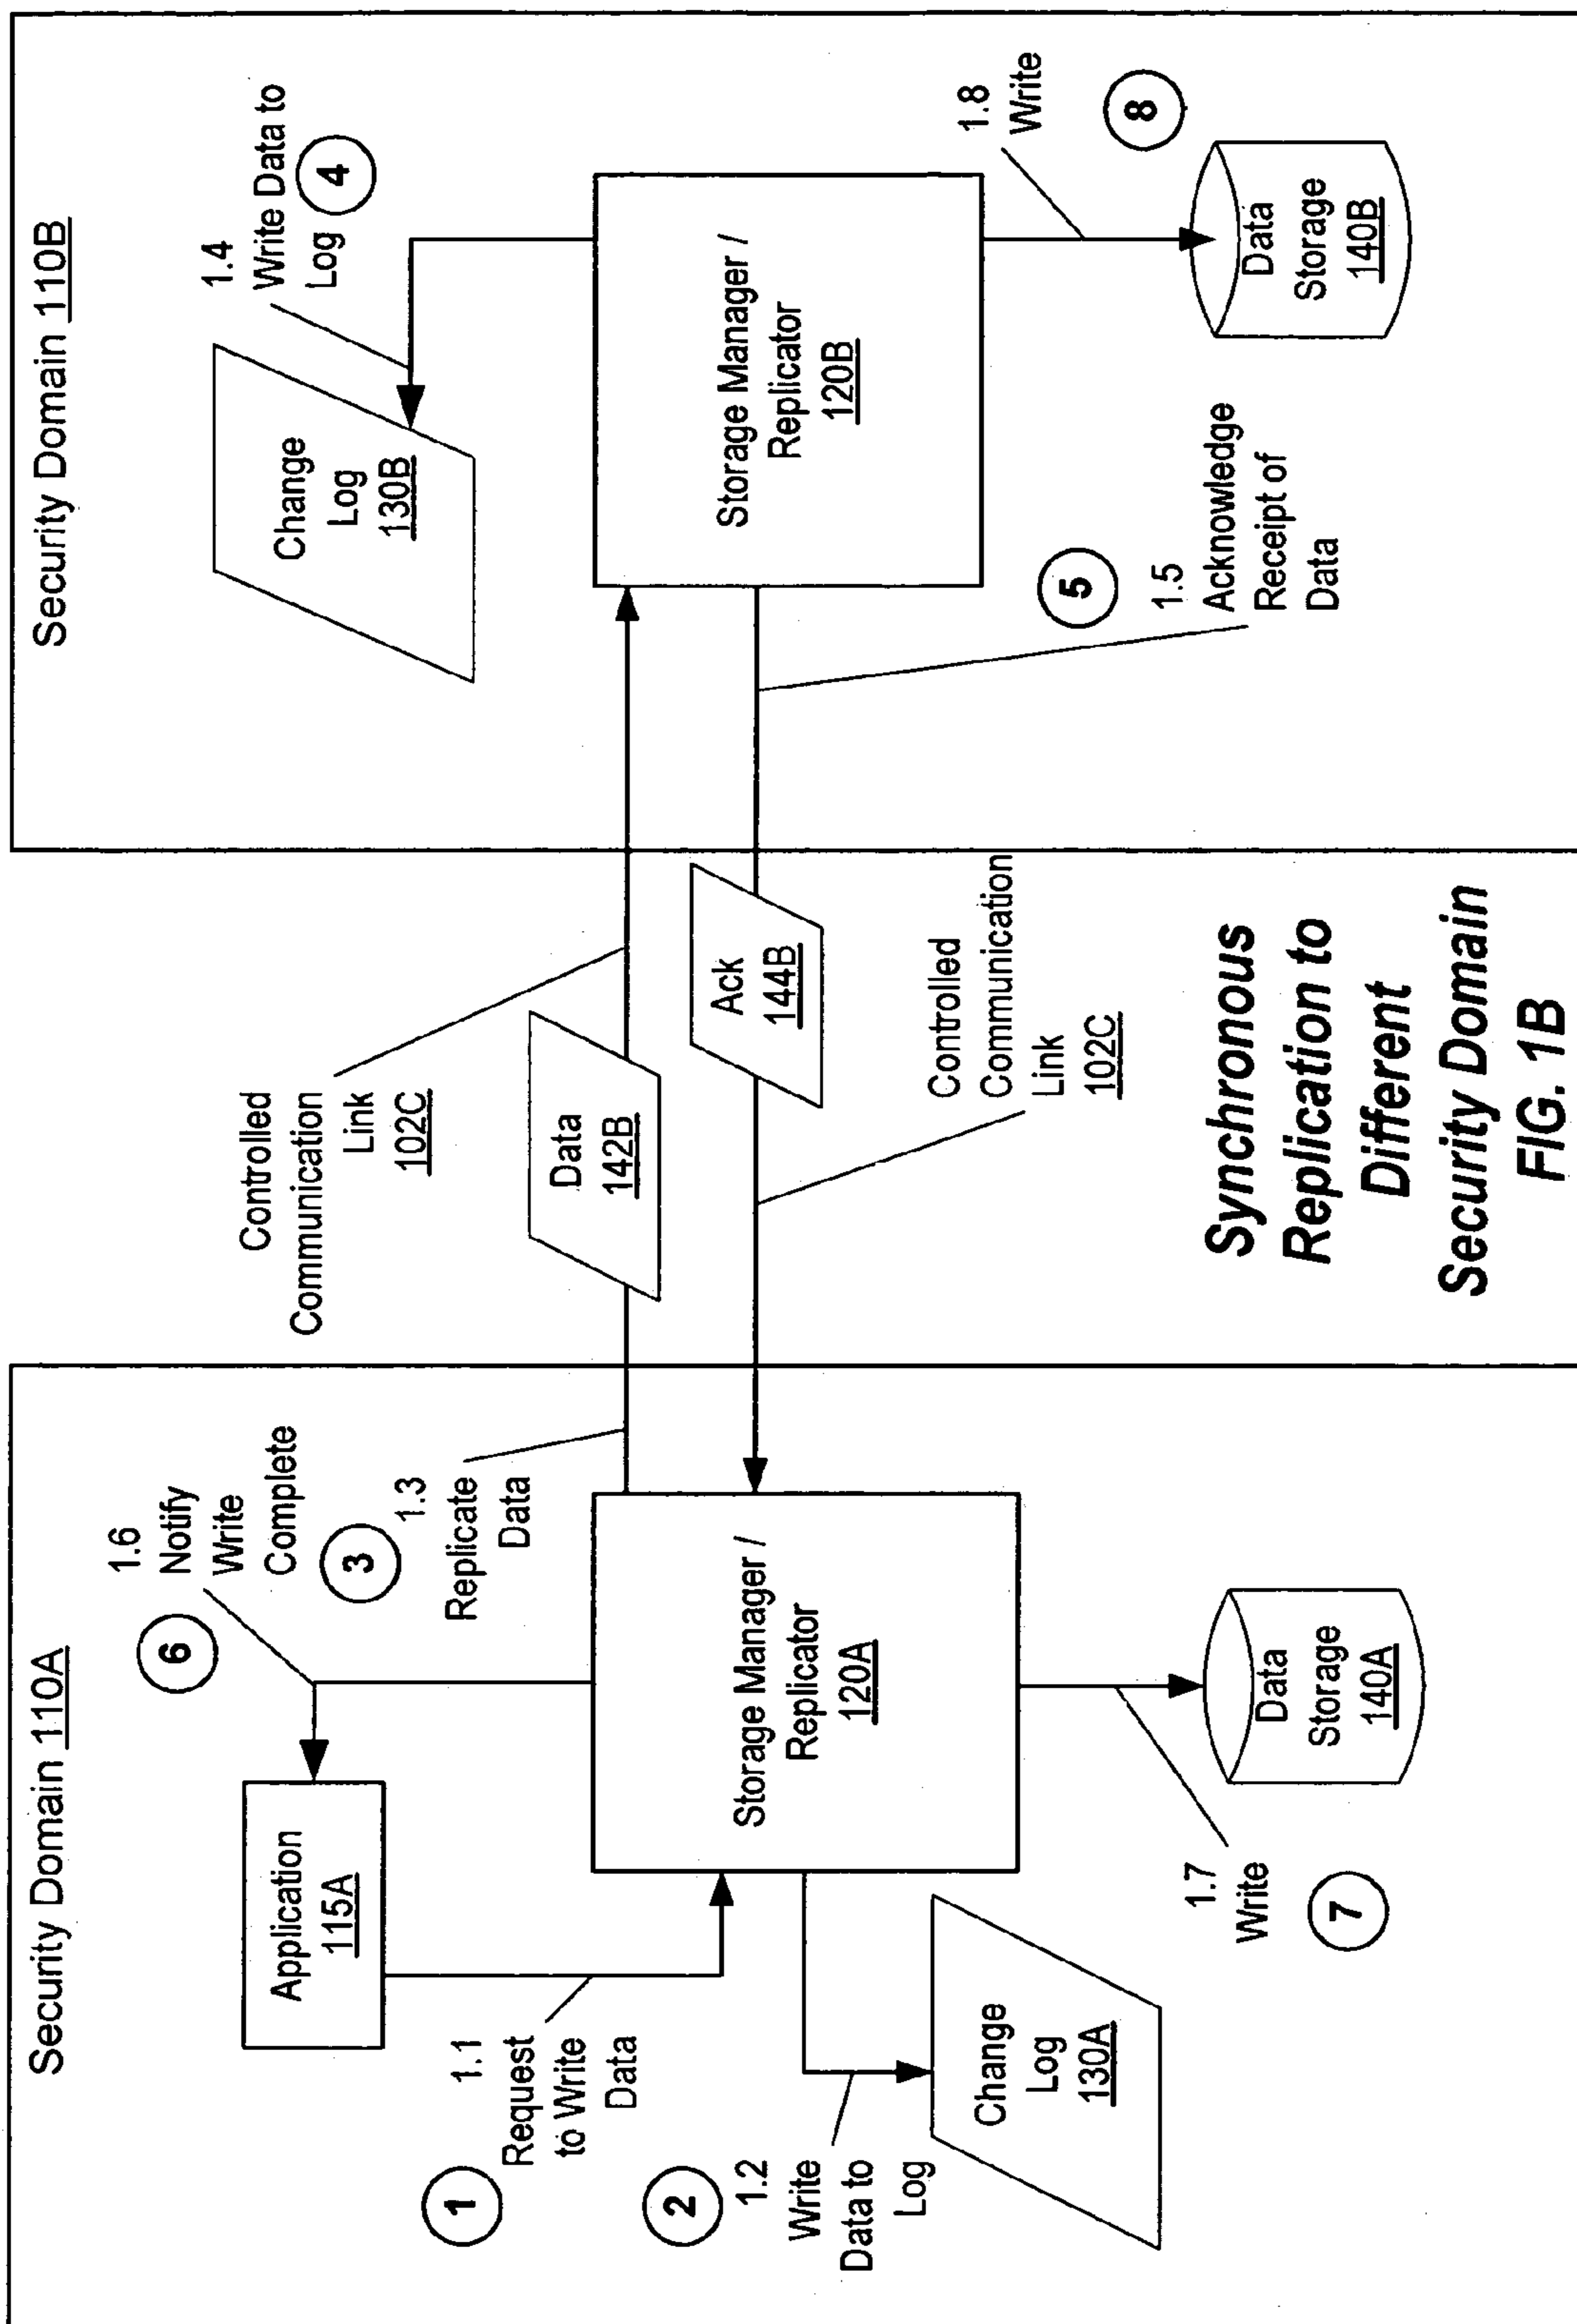 Security Domain 110A
Application
115A
1.6
Notify
Write
Complete
6
1
1.1
Request
to Write
Data
3
1.3
Replicate
Data
2
1.2
Write
Data to
Log
Storage Manager /
Replicator
120A
Change
Log
130A
1.7
Write
7
Data
Storage
140A
Controlled
Communication
Link
102C
Data
142B
Ack
144B
Controlled
Communication
Link
102C
Security Domain 110B
Change
Log
130B
1.4
Write Data to
Log
4
Storage Manager /
Replicator
120B
5
1.5
Acknowledge
Receipt of
Data
1.8
Write
8
Data
Storage
140B
Synchronous
Replication to
Different
Security Domain
FIG. 1B